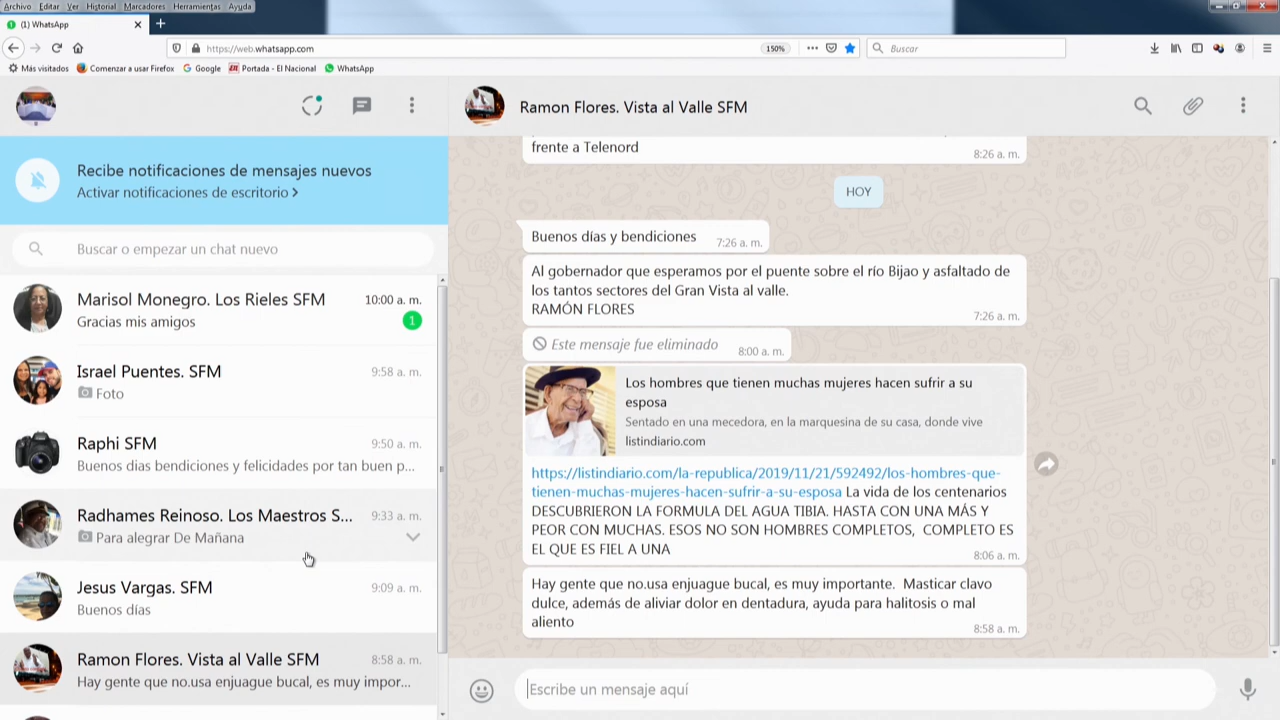 Archivo Editar Ver Historial Marcadores Herramientas Ayuda
(1) WhatsApp
https://web.whatsapp.com
150%
Buscar
Más visitados Comenzar a usar Firefox Google Portada - El Nacional WhatsApp
Ramon Flores. Vista al Valle SFM
Recibe notificaciones de mensajes nuevos
Activar notificaciones de escritorio
Buscar o empezar un chat nuevo
Marisol Monegro. Los Rieles SFM 10:00 a. m.
Gracias mis amigos 1
Israel Puentes. SFM 9:58 a. m.
Foto
Raphi SFM 9:50 a. m.
Buenos dias bendiciones y felicidades por tan buen p...
Radhames Reinoso. Los Maestros S... 9:33 a. m.
Para alegrar De Mañana
Jesus Vargas. SFM 9:09 a. m.
Buenos días
Ramon Flores. Vista al Valle SFM 8:58 a. m.
Hay gente que no.usa enjuague bucal, es muy impor...
frente a Telenord
8:26 a. m.
HOY
Buenos días y bendiciones 7:26 a. m.
Al gobernador que esperamos por el puente sobre el río Bijao y asfaltado de
los tantos sectores del Gran Vista al valle.
RAMÓN FLORES
7:26 a. m.
Este mensaje fue eliminado 8:00 a. m.
Los hombres que tienen muchas mujeres hacen sufrir a su
esposa
Sentado en una mecedora, en la marquesina de su casa, donde vive
listindiario.com
https://listindiario.com/la-republica/2019/11/21/592492/los-hombres-que-
tienen-muchas-mujeres-hacen-sufrir-a-su-esposa La vida de los centenarios
DESCUBRIERON LA FORMULA DEL AGUA TIBIA. HASTA CON UNA MÁS Y
PEOR CON MUCHAS. ESOS NO SON HOMBRES COMPLETOS, COMPLETO ES
EL QUE ES FIEL A UNA
8:06 a. m.
Hay gente que no.usa enjuague bucal, es muy importante. Masticar clavo
dulce, además de aliviar dolor en dentadura, ayuda para halitosis o mal
aliento
8:58 a. m.
Escribe un mensaje aquí